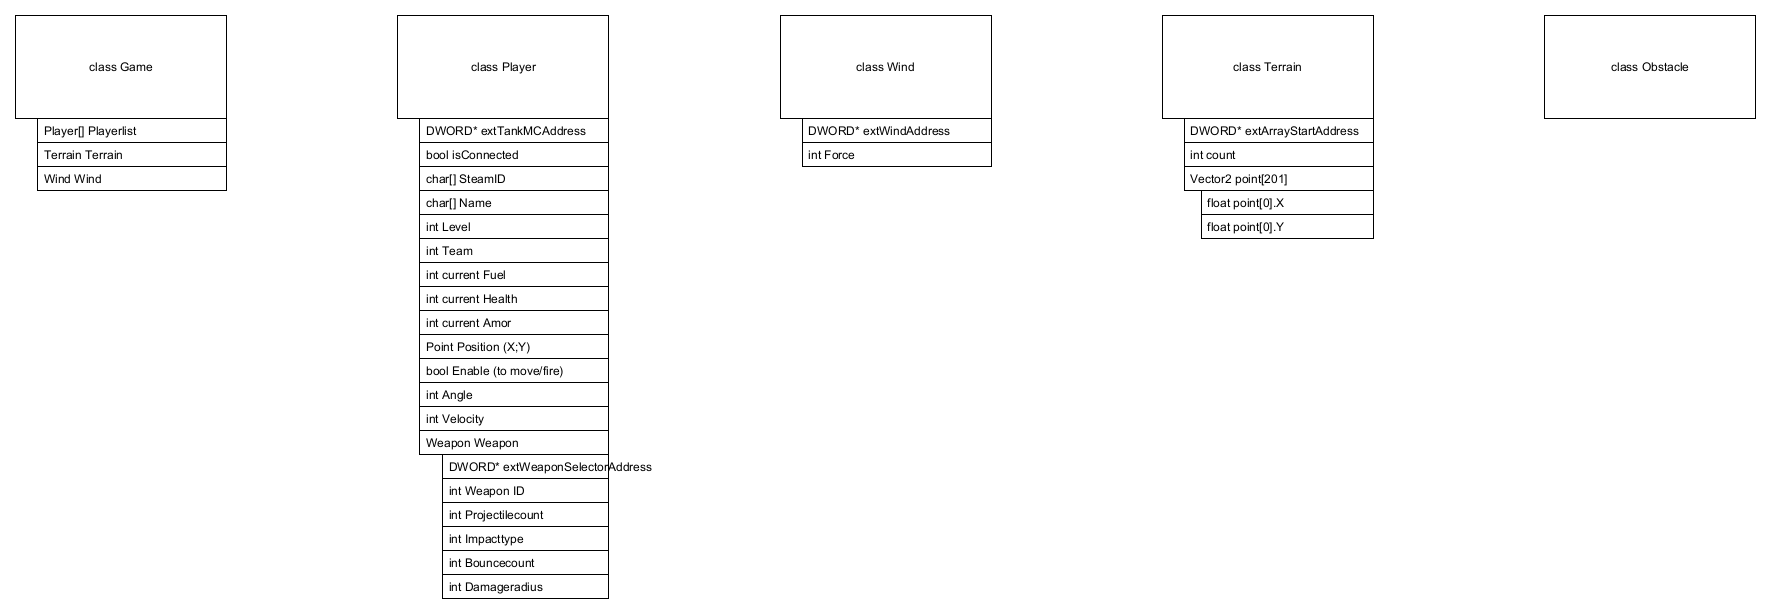 class Game
Player[] Playerlist
Terrain Terrain
Wind Wind
class Player
DWORD* extTankMCAddress
bool isConnected
char[] SteamID
char[] Name
int Level
int Team
int current Fuel
int current Health
int current Amor
Point Position (X;Y)
bool Enable (to move/fire)
int Angle
int Velocity
Weapon Weapon
DWORD* extWeaponSelectorAddress
int Weapon ID
int Projectilecount
int Impacttype
int Bouncecount
int Damageradius
class Wind
DWORD* extWindAddress
int Force
class Terrain
DWORD* extArrayStartAddress
int count
Vector2 point[201]
float point[0].X
float point[0].Y
class Obstacle